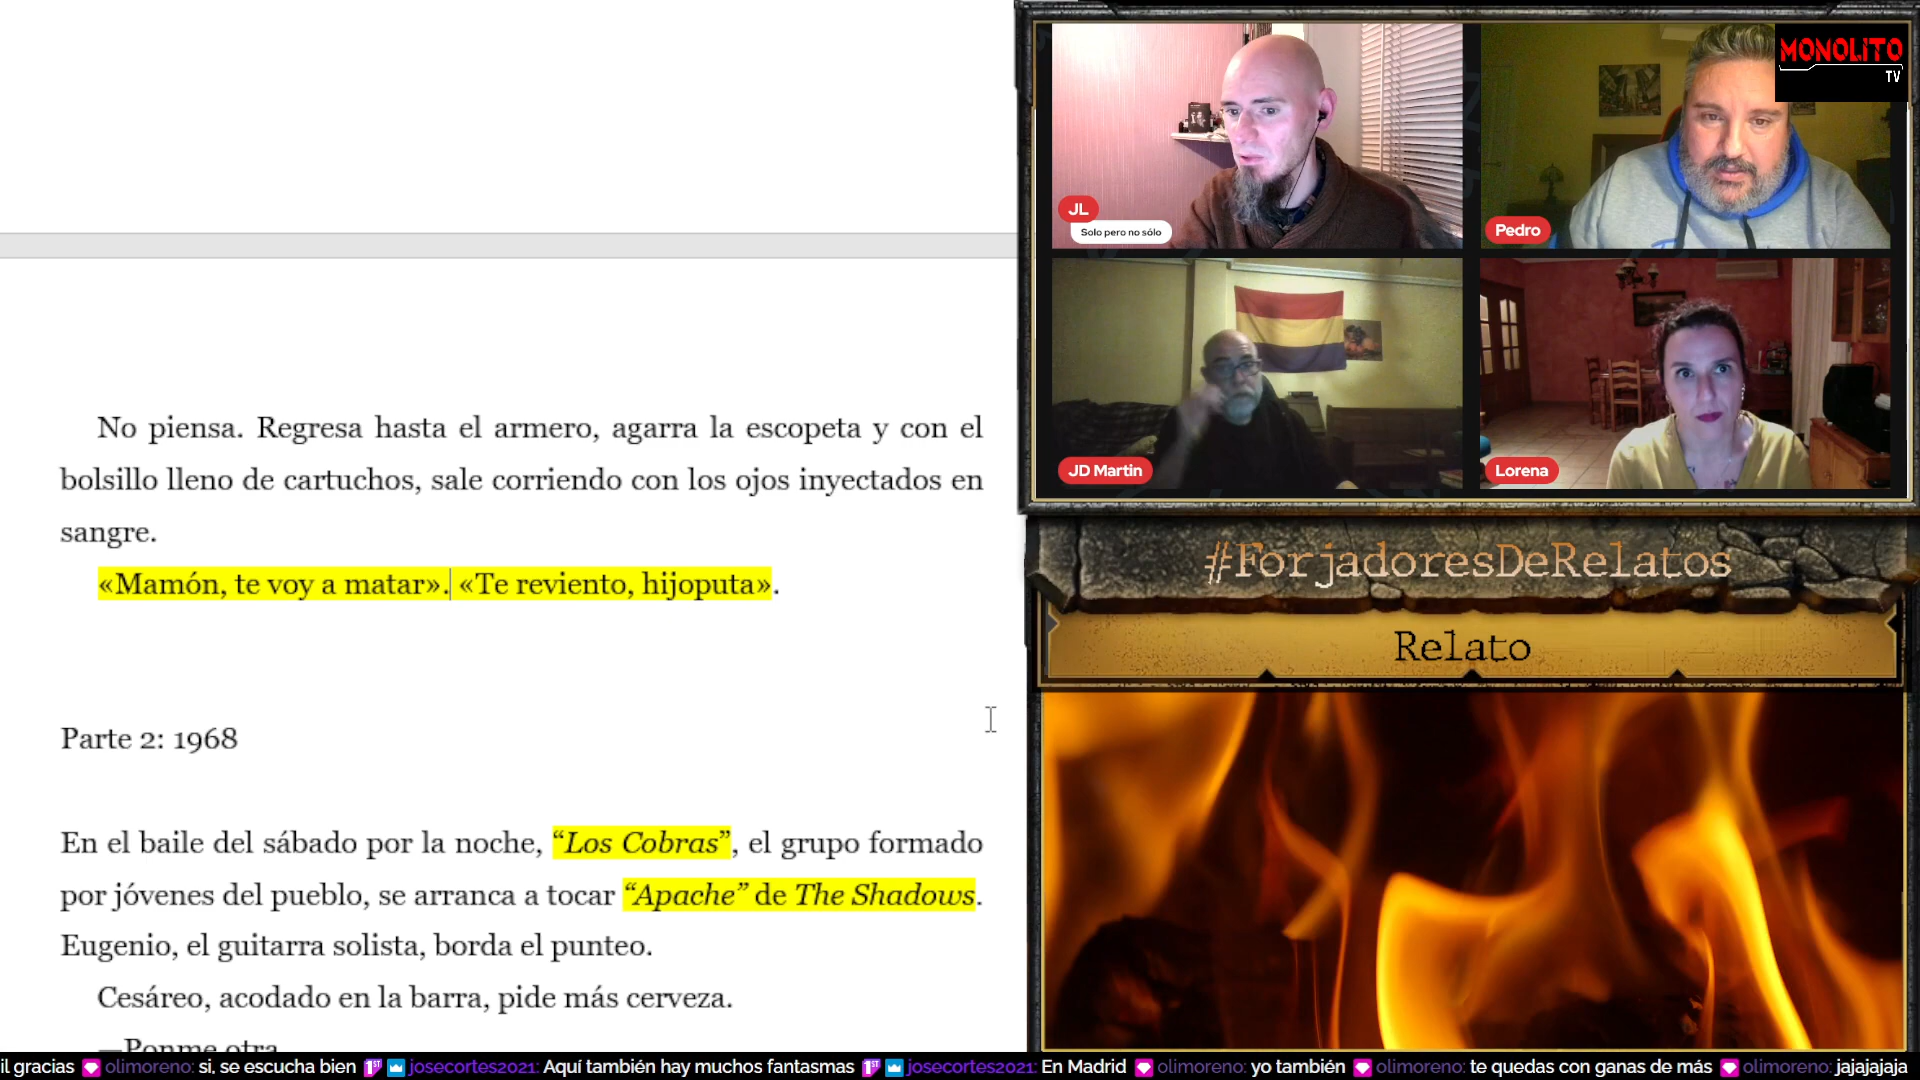 No piensa. Regresa hasta el armero, agarra la escopeta y con el
bolsillo lleno de cartuchos, sale corriendo con los ojos inyectados en
sangre.
«Mamón, te voy a matar». «Te reviento, hijoputa».
Parte 2: 1968
En el baile del sábado por la noche, “Los Cobras”, el grupo formado
por jóvenes del pueblo, se arranca a tocar “Apache” de The Shadows.
Eugenio, el guitarra solista, borda el punteo.
Cesáreo, acodado en la barra, pide más cerveza.
—Ponme otra
MONOLITO
TV
JL
Solo pero no sólo
Pedro
JD Martin
Lorena
#ForjadoresDeRelatos
Relato
il gracias olimoreno: si, se escucha bien 1ST josecortes2021: Aquí también hay muchos fantasmas 1ST josecortes2021: En Madrid olimoreno: yo también olimoreno: te quedas con ganas de más olimoreno: jajajajaja